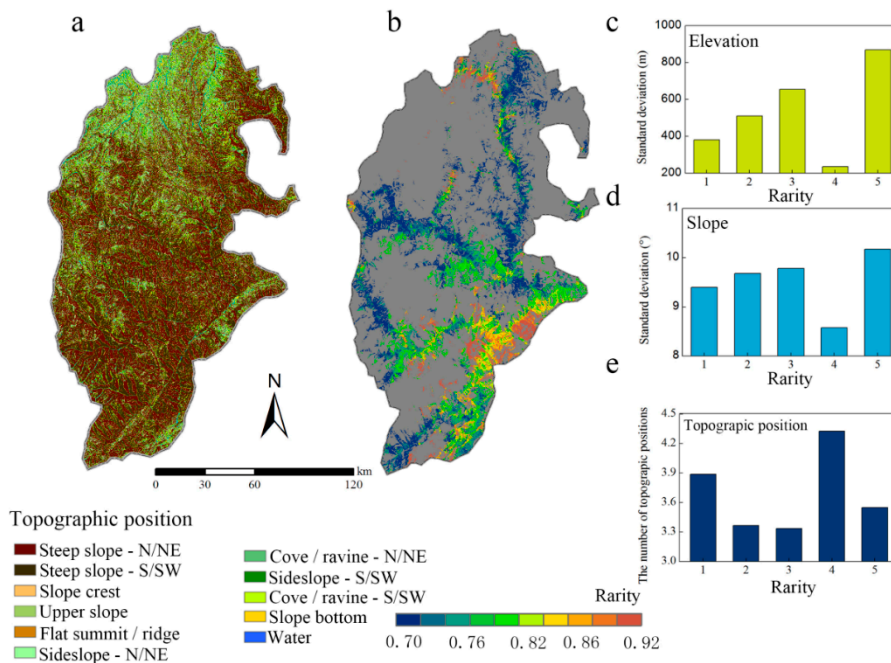 a
b
c
Elevation
Standard deviation (m)
1000
800
600
400
200
1 2 3 4 5
Rarity
d
Slope
Standard deviation (°)
11
10
9
8
1 2 3 4 5
Rarity
e
Topograpic position
The number of topograpic positions
4.5
4.2
3.9
3.6
3.3
3.0
1 2 3 4 5
Rarity
N
km
0 30 60 120
Topographic position
Steep slope - N/NE
Steep slope - S/SW
Slope crest
Upper slope
Flat summit / ridge
Sideslope - N/NE
Cove / ravine - N/NE
Sideslope - S/SW
Cove / ravine - S/SW
Slope bottom
Water
Rarity
0.70 0.76 0.82 0.86 0.92